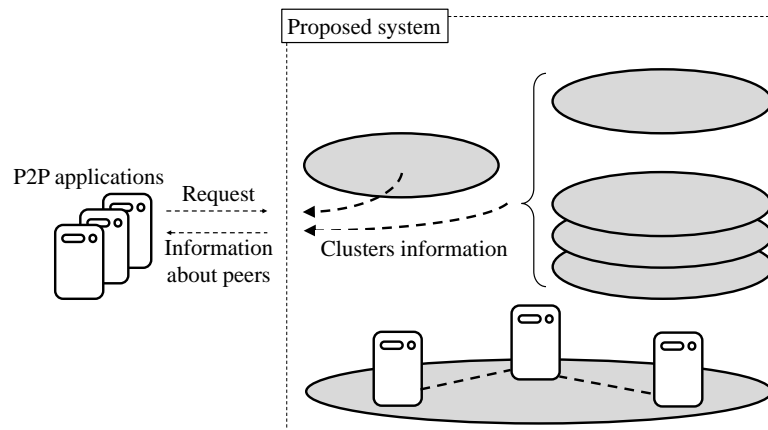 Proposed system
P2P applications
Request
Information
about peers
Clusters information